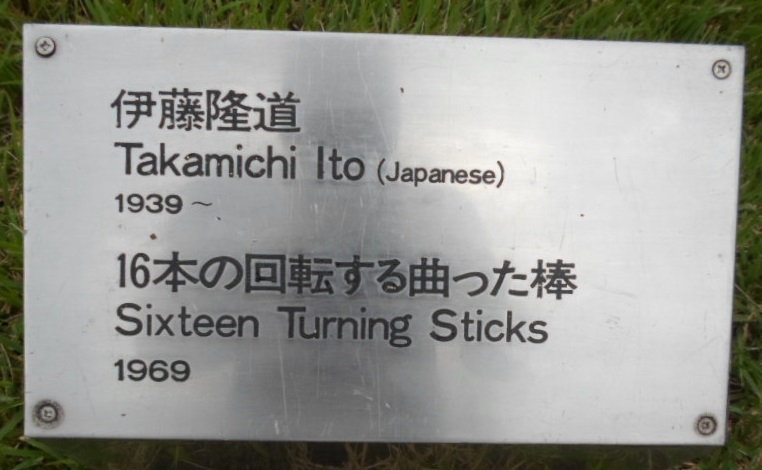 伊藤隆道
Takamichi Ito (Japanese)
1939～
16本の回転する曲った棒
Sixteen Turning Sticks
1969